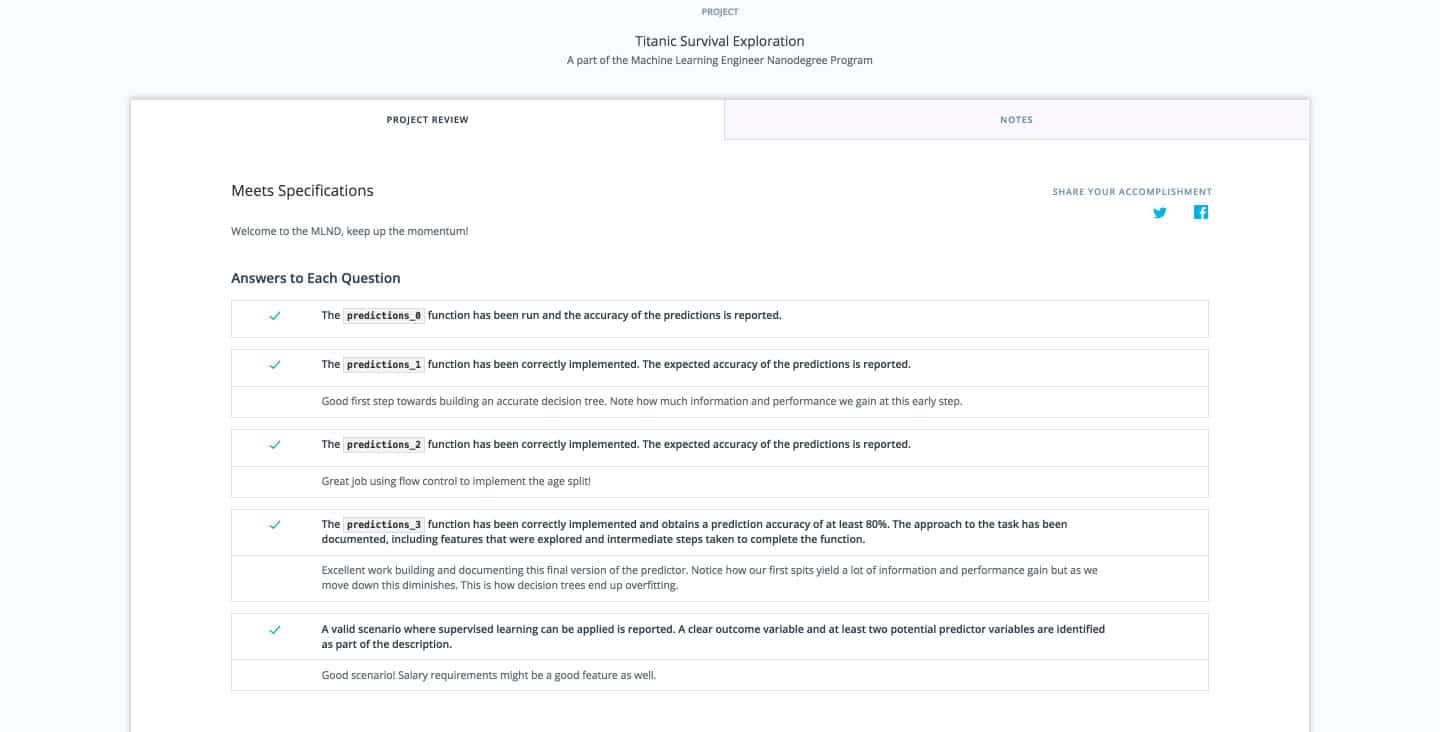 PROJECT
Titanic Survival Exploration
A part of the Machine Learning Engineer Nanodegree Program
PROJECT REVIEW
NOTES
Meets Specifications
SHARE YOUR ACCOMPLISHMENT
Welcome to the MLND, keep up the momentum!
Answers to Each Question
The predictions_0 function has been run and the accuracy of the predictions is reported.
The predictions_1 function has been correctly implemented. The expected accuracy of the predictions is reported.
Good first step towards building an accurate decision tree. Note how much information and performance we gain at this early step.
The predictions_2 function has been correctly implemented. The expected accuracy of the predictions is reported.
Great job using flow control to implement the age split!
The predictions_3 function has been correctly implemented and obtains a prediction accuracy of at least 80%. The approach to the task has been
documented, including features that were explored and intermediate steps taken to complete the function.
Excellent work building and documenting this final version of the predictor. Notice how our first spits yield a lot of information and performance gain but as we
move down this diminishes. This is how decision trees end up overfitting.
A valid scenario where supervised learning can be applied is reported. A clear outcome variable and at least two potential predictor variables are identified
as part of the description.
Good scenario! Salary requirements might be a good feature as well.